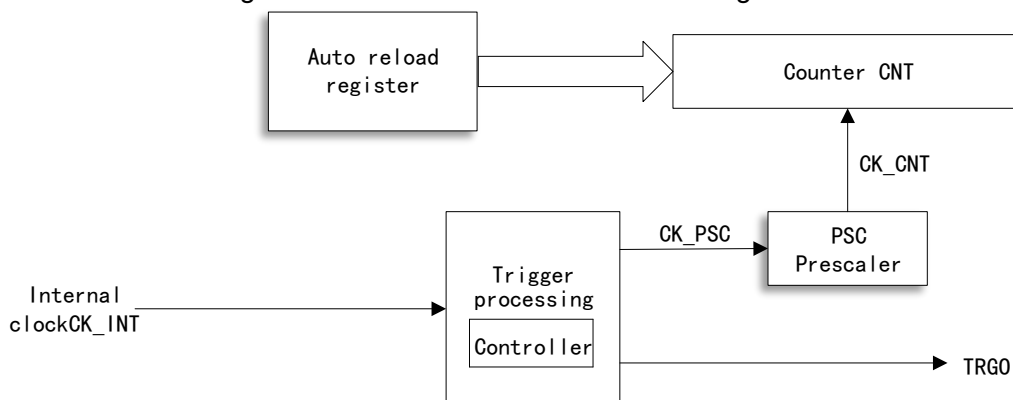 Auto reload
register
Counter CNT
CK_CNT
CK_PSC
PSC
Prescaler
Trigger
processing
Controller
Internal
clockCK_INT
TRGO